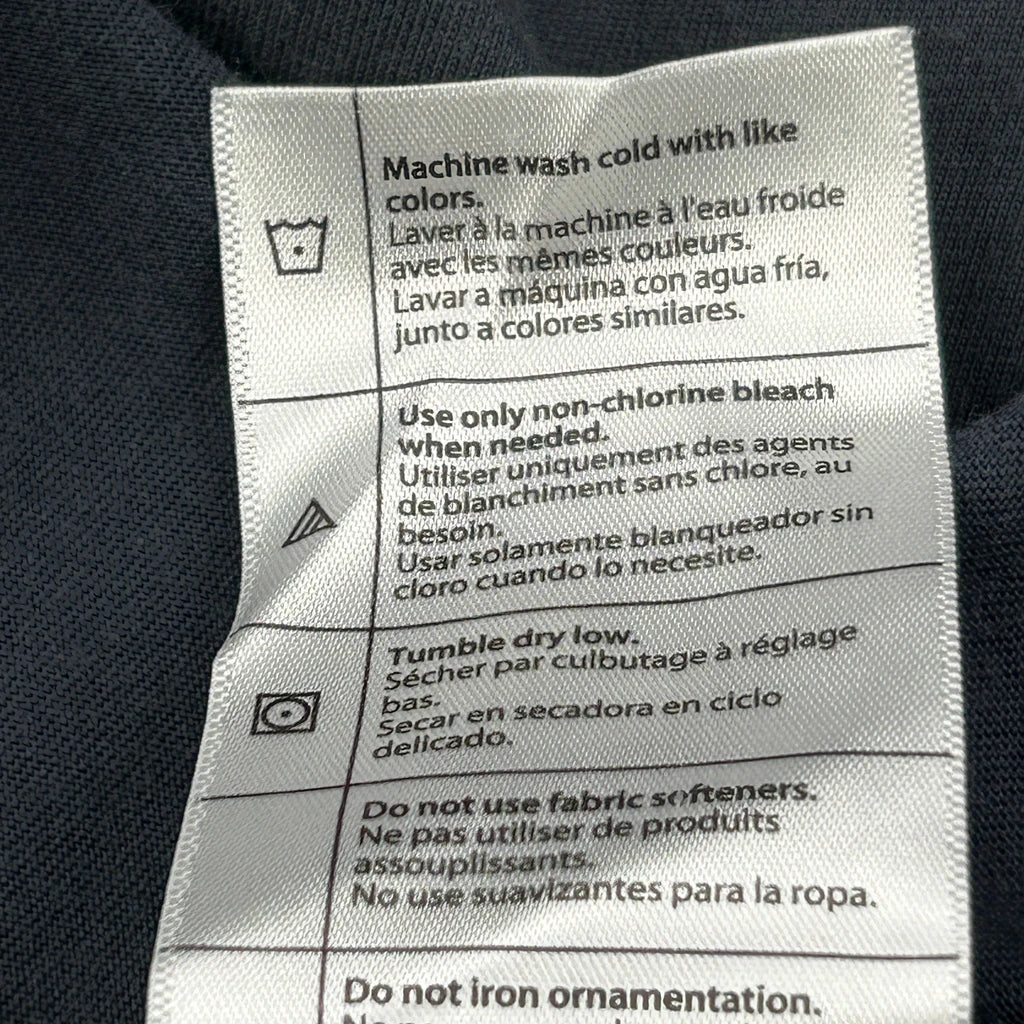 Machine wash cold with like
colors.
Laver à la machine à l'eau froide
avec les mêmes couleurs.
Lavar a máquina con agua fría,
junto a colores similares.
Use only non-chlorine bleach
when needed.
Utiliser uniquement des agents
de blanchiment sans chlore, au
besoin.
Usar solamente blanqueador sin
cloro cuando lo necesite.
Tumble dry low.
Sécher par culbutage à réglage
bas.
Secar en secadora en ciclo
delicado.
Do not use fabric softeners.
Ne pas utiliser de produits
assouplissants.
No use suavizantes para la ropa.
Do not iron ornamentation.